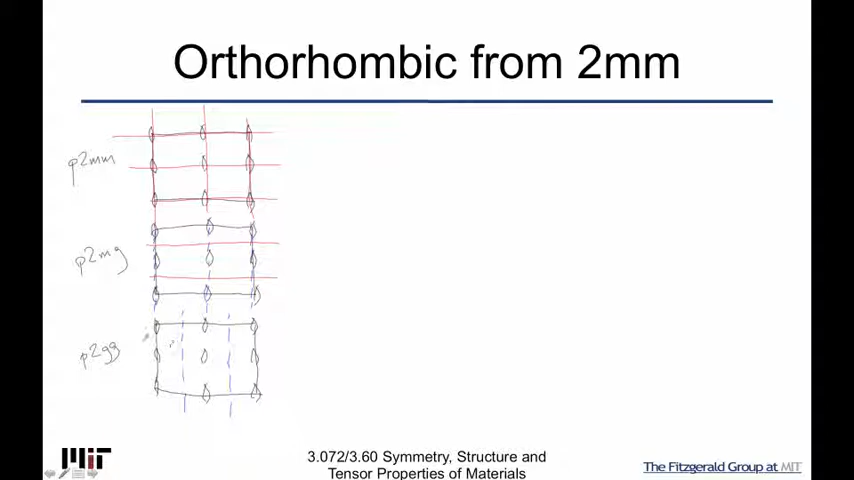 Orthorhombic from 2mm
p2mm
p2mg
p2gg
MIT
3.072/3.60 Symmetry, Structure and
Tensor Properties of Materials
The Fitzgerald Group at MIT